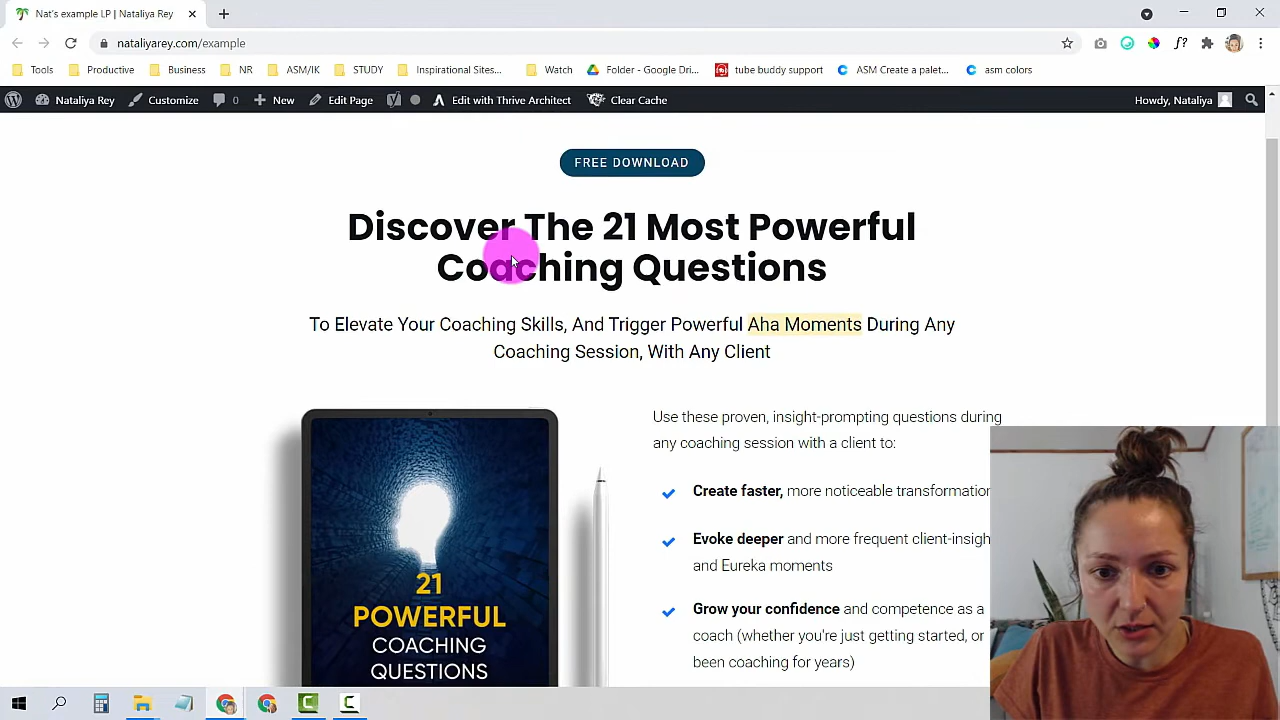 Nat's example LP | Nataliya Rey
nataliyarey.com/example
Tools Productive Business NR ASM/IK STUDY Inspirational Sites... Watch Folder - Google Dri... tube buddy support ASM Create a palet... asm colors
Nataliya Rey Customize 0 New Edit Page Edit with Thrive Architect Clear Cache Howdy, Nataliya
FREE DOWNLOAD
Discover The 21 Most Powerful
Coaching Questions
To Elevate Your Coaching Skills, And Trigger Powerful Aha Moments During Any
Coaching Session, With Any Client
Use these proven, insight-prompting questions during
any coaching session with a client to:
Create faster, more noticeable transformation
Evoke deeper and more frequent client-insigh
and Eureka moments
Grow your confidence and competence as a
coach (whether you're just getting started, or
been coaching for years)
21
POWERFUL
COACHING
QUESTIONS